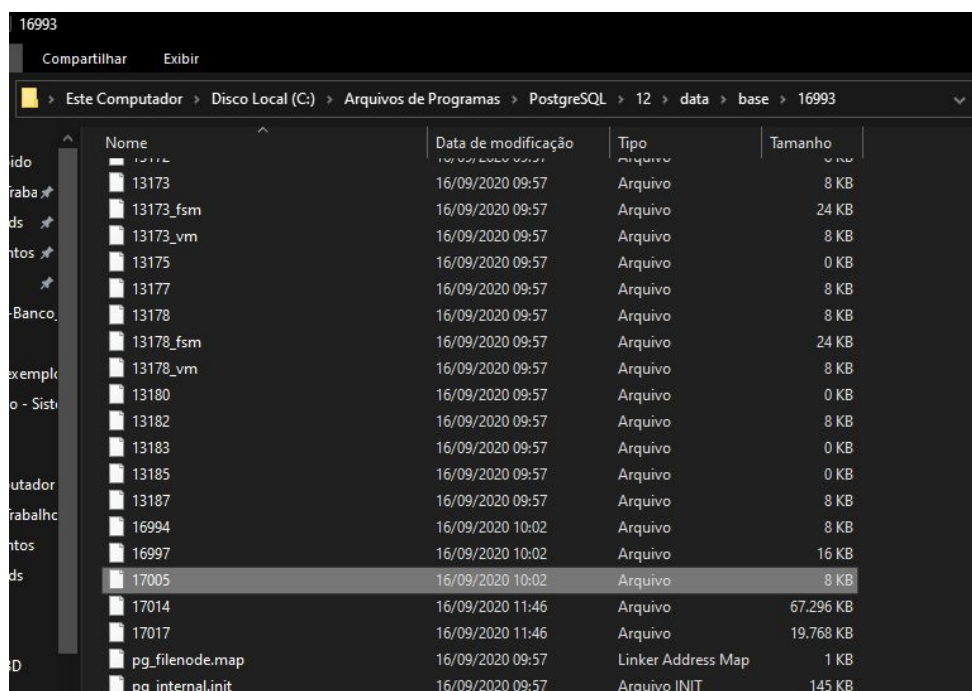 16993
Compartilhar Exibir
Este Computador > Disco Local (C:) > Arquivos de Programas > PostgreSQL > 12 > data > base > 16993
Nome Data de modificação Tipo Tamanho
13173 16/09/2020 09:57 Arquivo 8 KB
13173_fsm 16/09/2020 09:57 Arquivo 24 KB
13173_vm 16/09/2020 09:57 Arquivo 8 KB
13175 16/09/2020 09:57 Arquivo 0 KB
13177 16/09/2020 09:57 Arquivo 8 KB
-Banco_ 13178 16/09/2020 09:57 Arquivo 8 KB
13178_fsm 16/09/2020 09:57 Arquivo 24 KB
exemplo 13178_vm 16/09/2020 09:57 Arquivo 8 KB
o - Sist 13180 16/09/2020 09:57 Arquivo 0 KB
13182 16/09/2020 09:57 Arquivo 8 KB
13183 16/09/2020 09:57 Arquivo 0 KB
utador 13185 16/09/2020 09:57 Arquivo 0 KB
13187 16/09/2020 09:57 Arquivo 8 KB
16994 16/09/2020 10:02 Arquivo 8 KB
ntos 16997 16/09/2020 10:02 Arquivo 16 KB
ds 17005 16/09/2020 10:02 Arquivo 8 KB
17014 16/09/2020 11:46 Arquivo 67.296 KB
17017 16/09/2020 11:46 Arquivo 19.768 KB
pg_filenode.map 16/09/2020 09:57 Linker Address Map 1 KB
pg_internal.init 16/09/2020 09:57 Arquivo INIT 145 KB